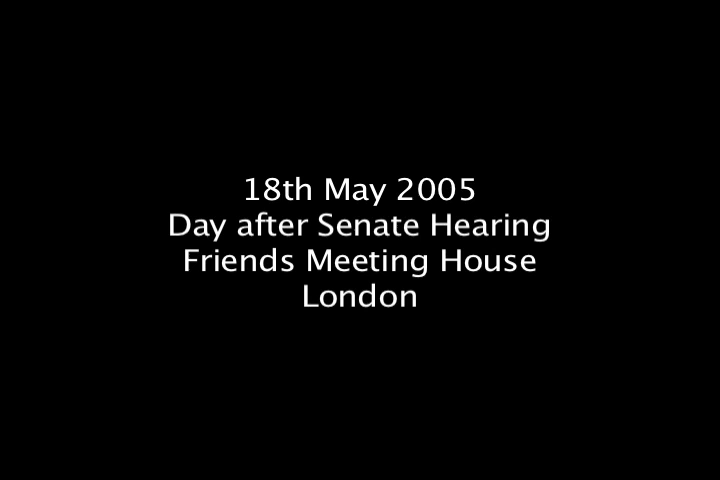 18th May 2005
Day after Senate Hearing
Friends Meeting House
London